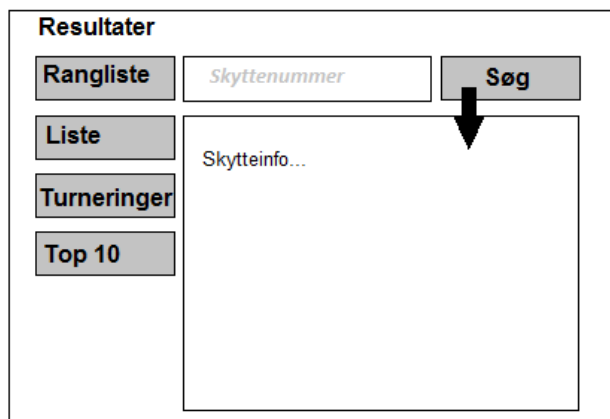 Resultater
Rangliste
Skyttenummer
Søg
Liste
Skytteinfo...
Turneringer
Top 10